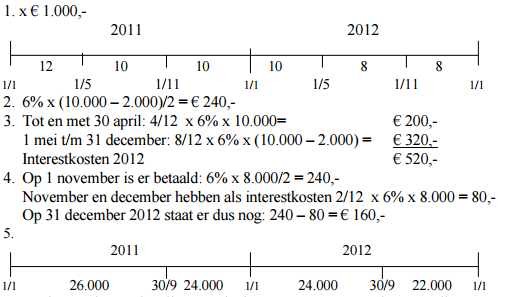 1. x € 1.000,-
2011 2012
12 10 10 10 8 8
1/1 1/5 1/11 1/1 1/5 1/11 1/1
2. 6% x (10.000 – 2.000)/2 = € 240,-
3. Tot en met 30 april: 4/12 x 6% x 10.000= € 200,-
1 mei t/m 31 december: 8/12 x 6% x (10.000 – 2.000) = € 320,-
Interestkosten 2012 € 520,-
4. Op 1 november is er betaald: 6% x 8.000/2 = 240,-
November en december hebben als interestkosten 2/12 x 6% x 8.000 = 80,-
Op 31 december 2012 staat er dus nog: 240 – 80 = € 160,-
5.
2011 2012
1/1 26.000 30/9 24.000 1/1 24.000 30/9 22.000 1/1